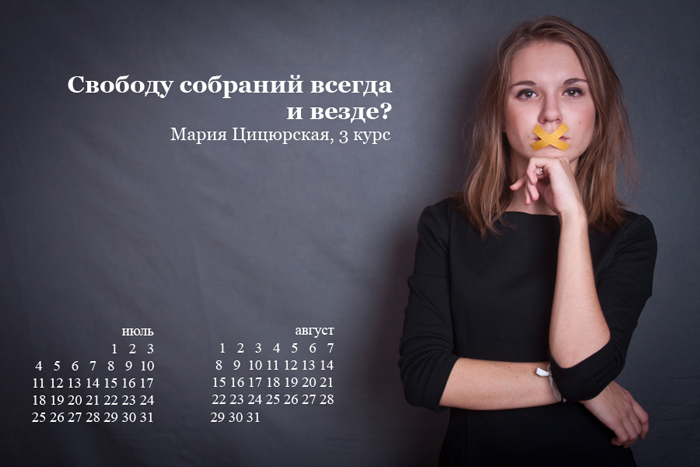 Свободу собраний всегда
и везде?
Мария Цицюрская, 3 курс
июль
1 2 3
4 5 6 7 8 9 10
11 12 13 14 15 16 17
18 19 20 21 22 23 24
25 26 27 28 29 30 31
август
1 2 3 4 5 6 7
8 9 10 11 12 13 14
15 16 17 18 19 20 21
22 23 24 25 26 27 28
29 30 31